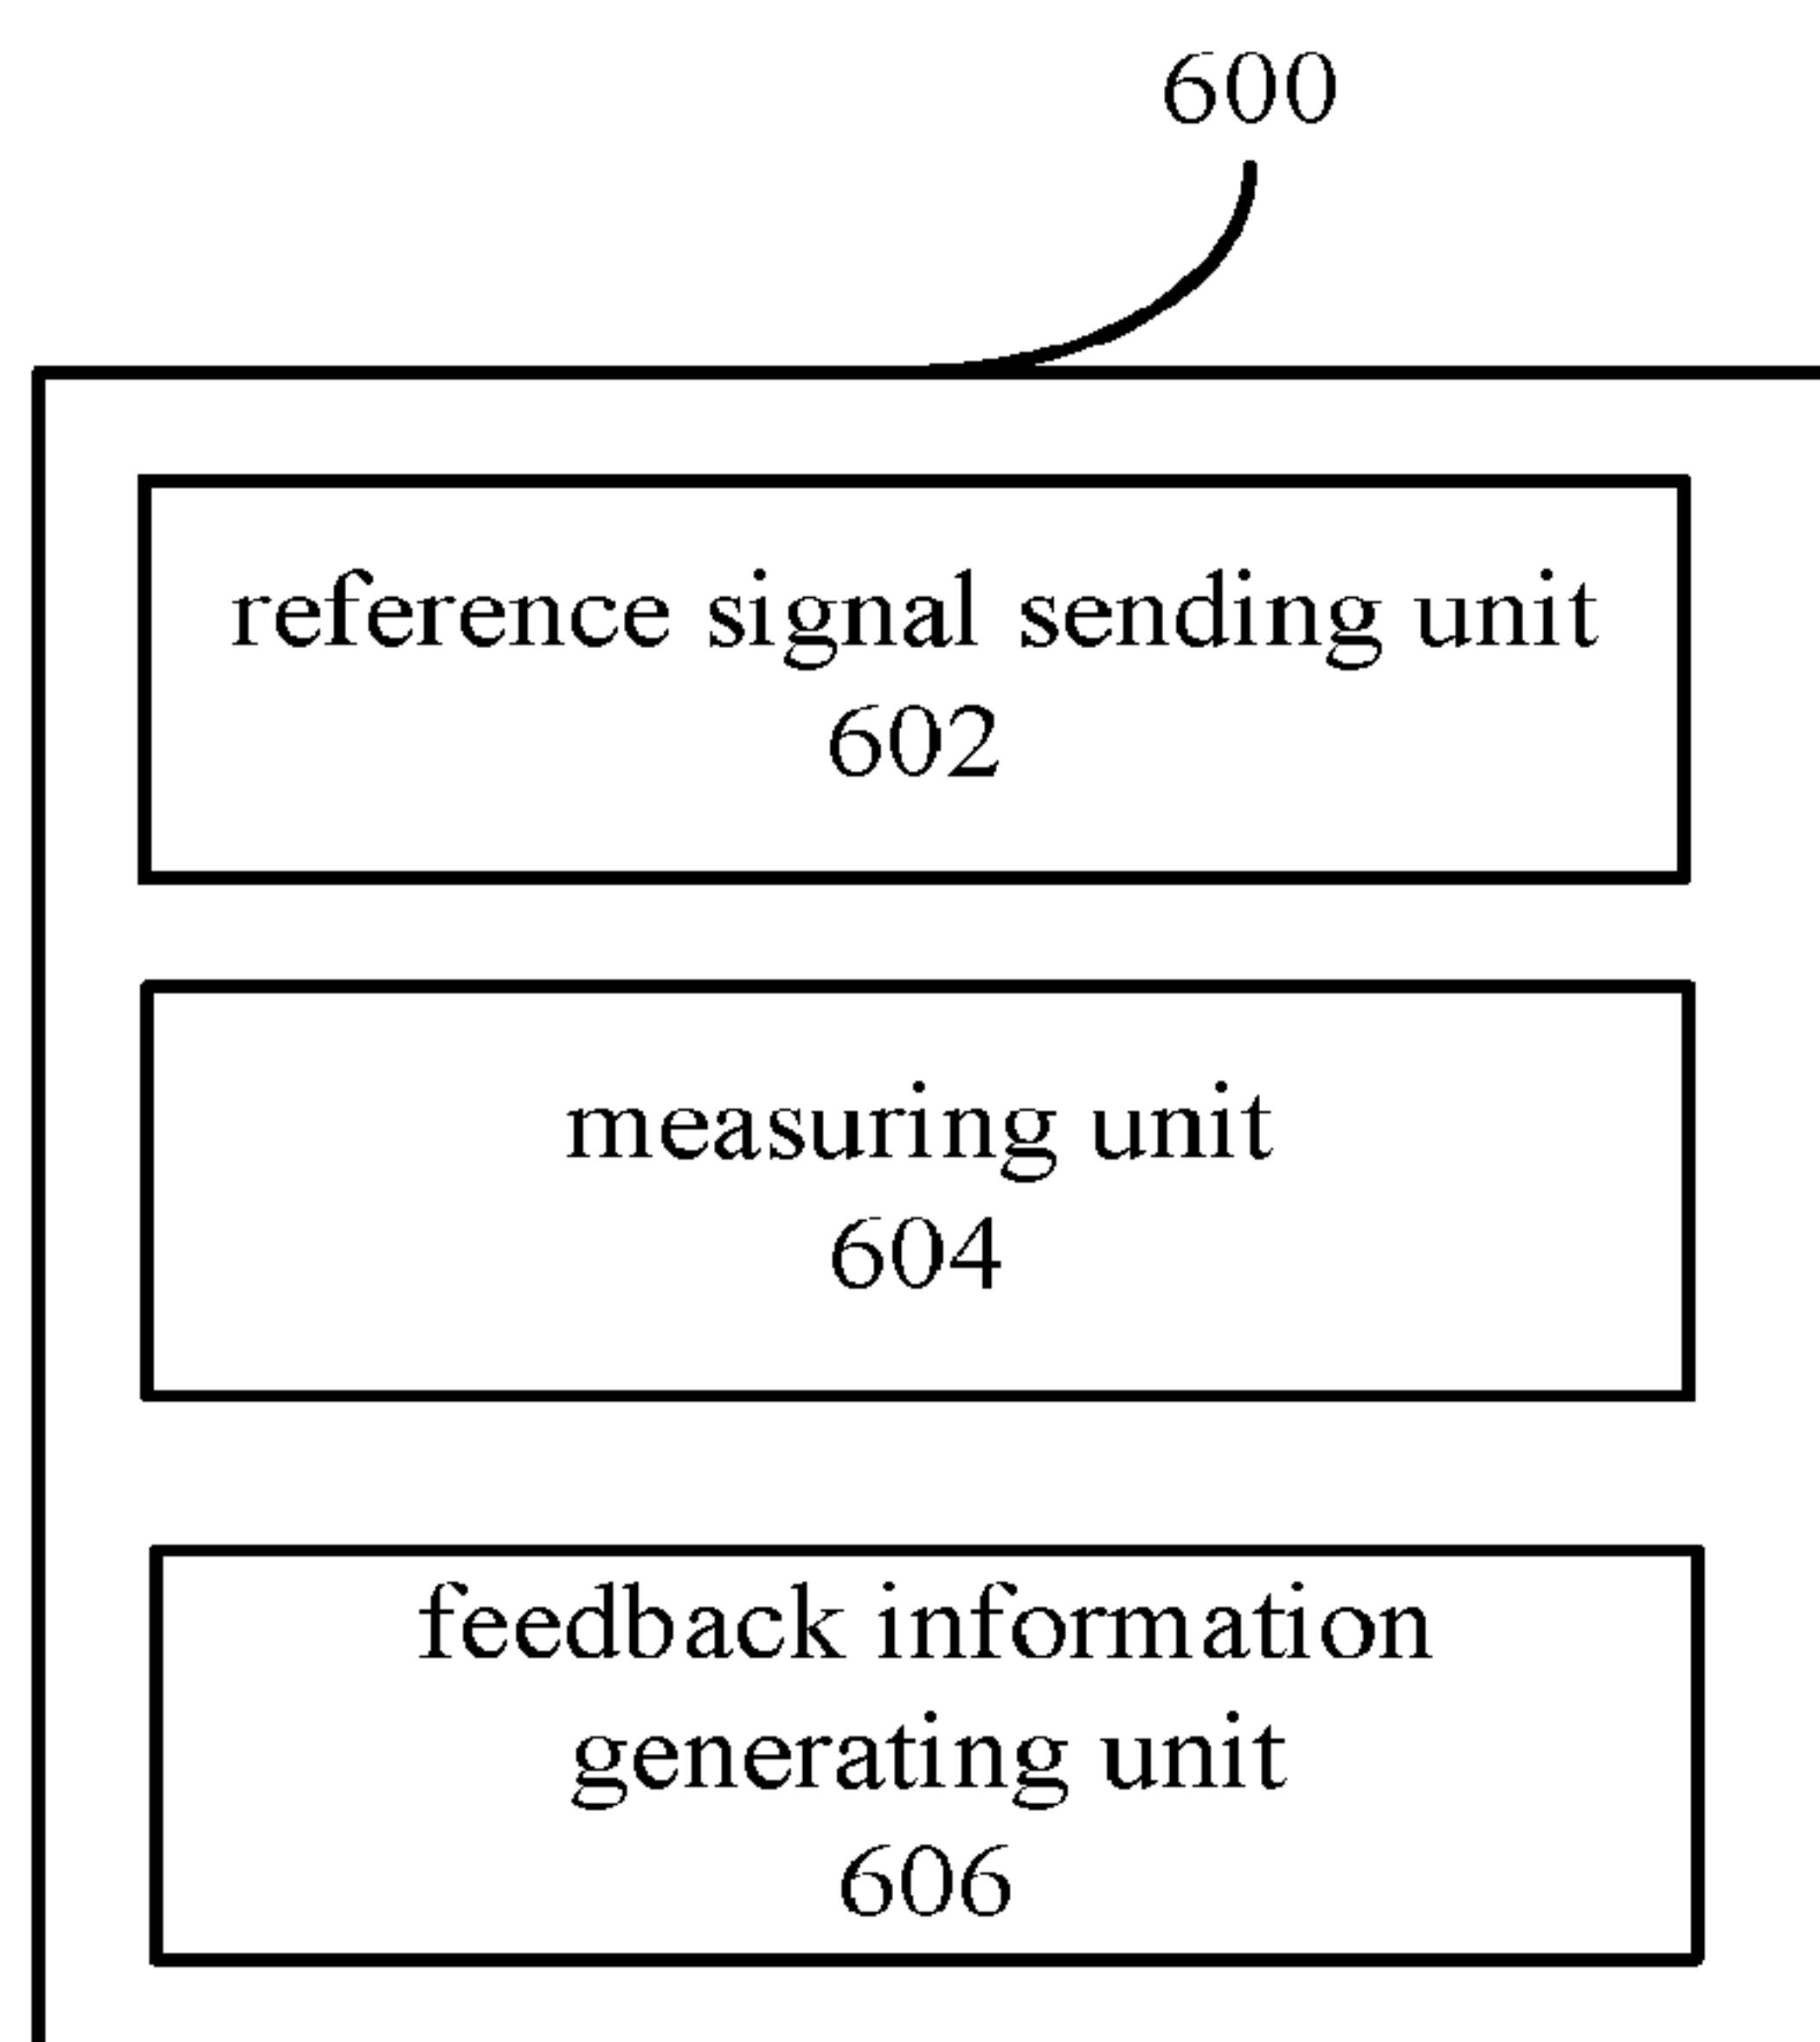 600
reference signal sending unit
602
measuring unit
604
feedback information
generating unit
606